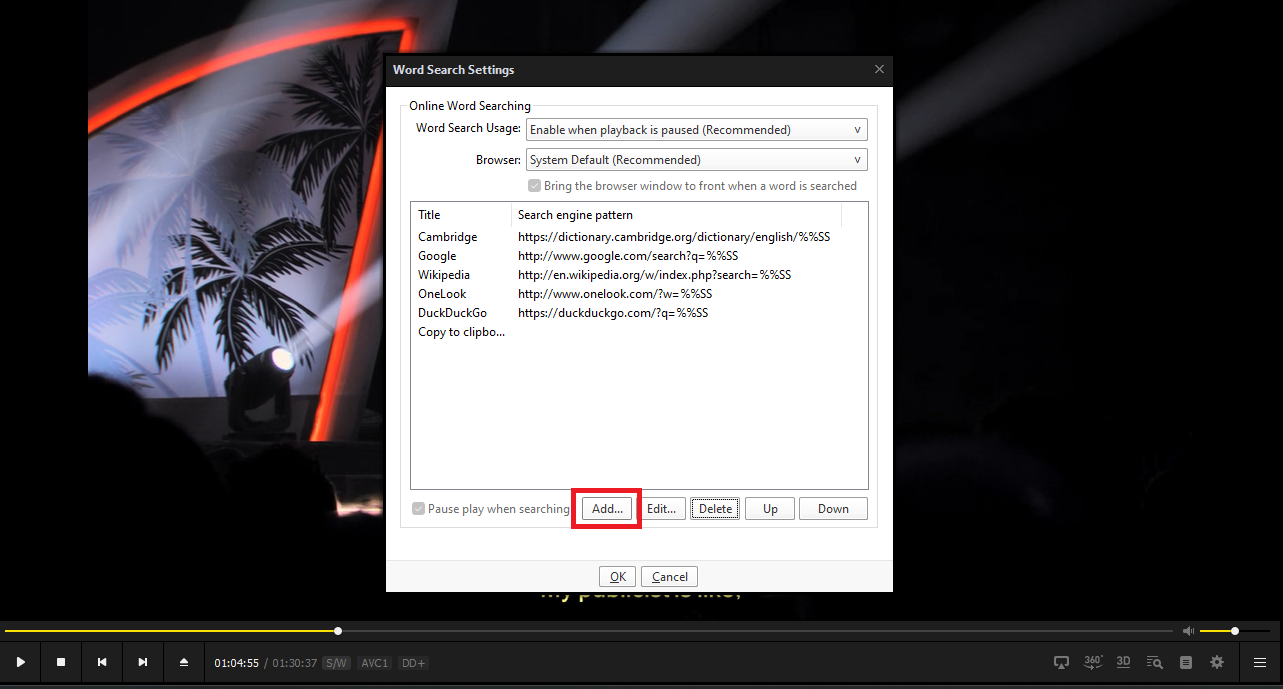 Word Search Settings
Online Word Searching
Word Search Usage: Enable when playback is paused (Recommended) v
Browser: System Default (Recommended) v
Bring the browser window to front when a word is searched
Title Search engine pattern
Cambridge https://dictionary.cambridge.org/dictionary/english/%%SS
Google http://www.google.com/search?q=%%SS
Wikipedia http://en.wikipedia.org/w/index.php?search=%%SS
OneLook http://www.onelook.com/?w=%%SS
DuckDuckGo https://duckduckgo.com/?q=%%SS
Copy to clipbo...
Pause play when searching Add... Edit... Delete Up Down
OK Cancel
My publicist is like,
01:04:55 / 01:30:37 S/W AVC1 DD+
360° 3D